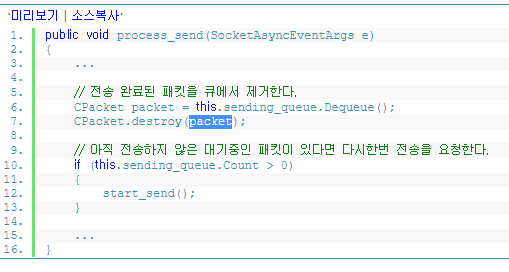 미리보기 | 소스복사·
1. public void process_send(SocketAsyncEventArgs e)
2. {
3.     ...
4.
5.     // 전송 완료된 패킷을 큐에서 제거한다.
6.     CPacket packet = this.sending_queue.Dequeue();
7.     CPacket.destroy(packet);
8.
9.     // 아직 전송하지 않은 대기중인 패킷이 있다면 다시한번 전송을 요청한다.
10.     if (this.sending_queue.Count > 0)
11.     {
12.         start_send();
13.     }
14.
15.     ...
16. }